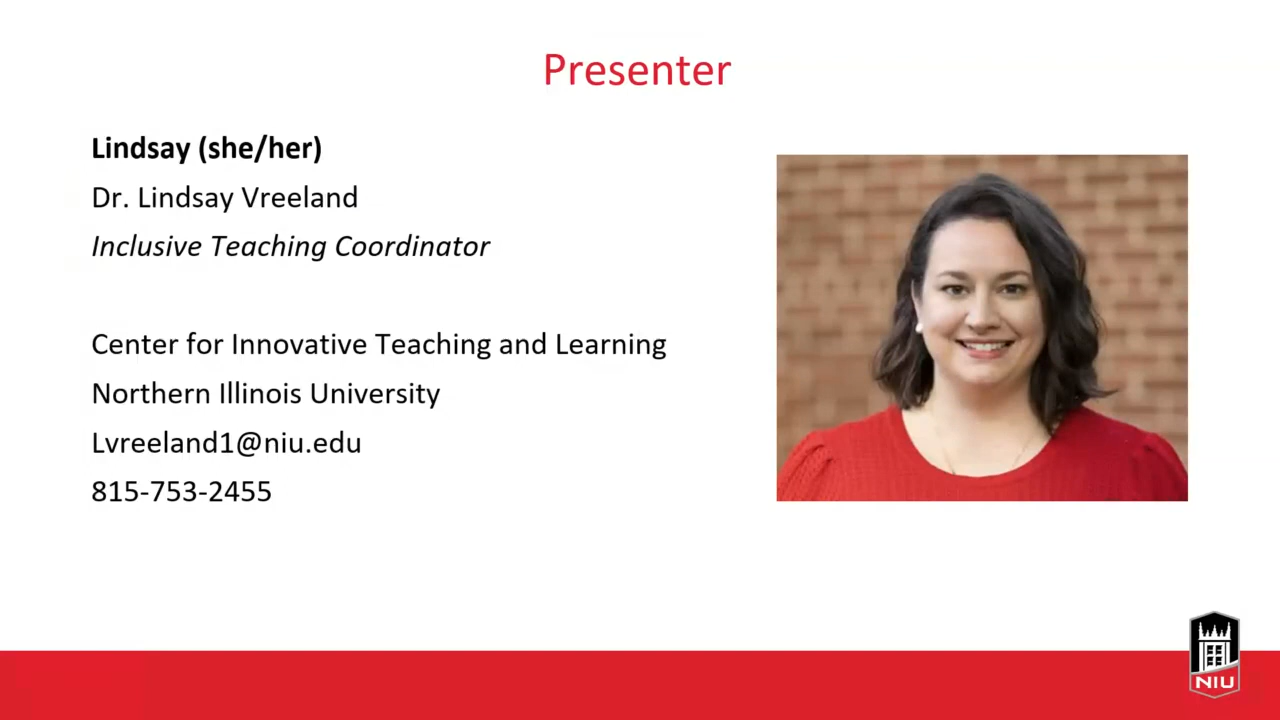 Presenter
Lindsay (she/her)
Dr. Lindsay Vreeland
Inclusive Teaching Coordinator
Center for Innovative Teaching and Learning
Northern Illinois University
Lvreeland1@niu.edu
815-753-2455
NIU